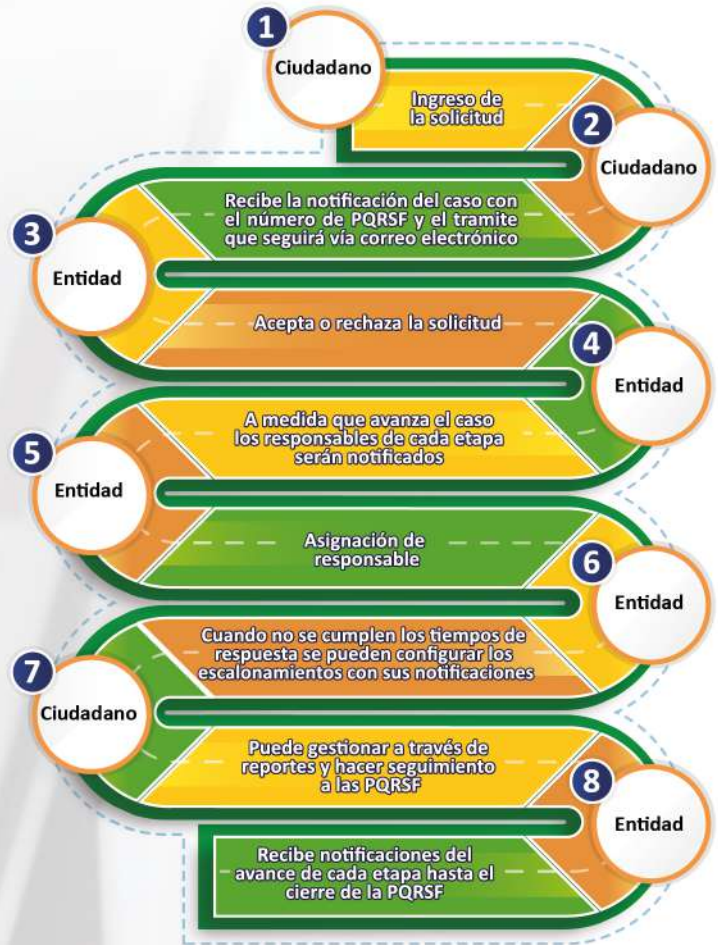 1
Ciudadano
Ingreso de
la solicitud
2
Ciudadano
Recibe la notificación del caso con
el número de PQRSF y el tramite
que seguirá vía correo electrónico
3
Entidad
Acepta o rechaza la solicitud
4
Entidad
A medida que avanza el caso
los responsables de cada etapa
serán notificados
5
Entidad
Asignación de
responsable
6
Entidad
Cuando no se cumplen los tiempos de
respuesta se pueden configurar los
escalonamientos con sus notificaciones
7
Ciudadano
Puede gestionar a través de
reportes y hacer seguimiento
a las PQRSF
8
Entidad
Recibe notificaciones del
avance de cada etapa hasta el
cierre de la PQRSF